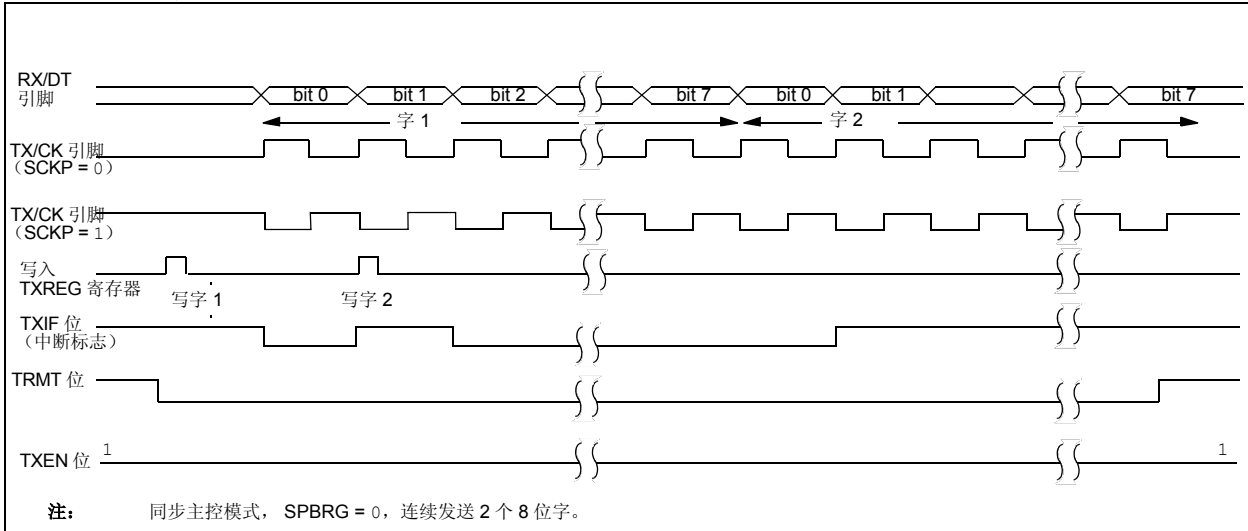 RX/DT
引脚
bit 0 bit 1 bit 2 bit 7 bit 0 bit 1 bit 7
字 1 字 2
TX/CK 引脚
（SCKP = 0）
TX/CK 引脚
（SCKP = 1）
写入
TXREG 寄存器
写字 1 写字 2
TXIF 位
（中断标志）
TRMT 位
TXEN 位 1 1
注： 同步主控模式， SPBRG = 0，连续发送 2 个 8 位字。